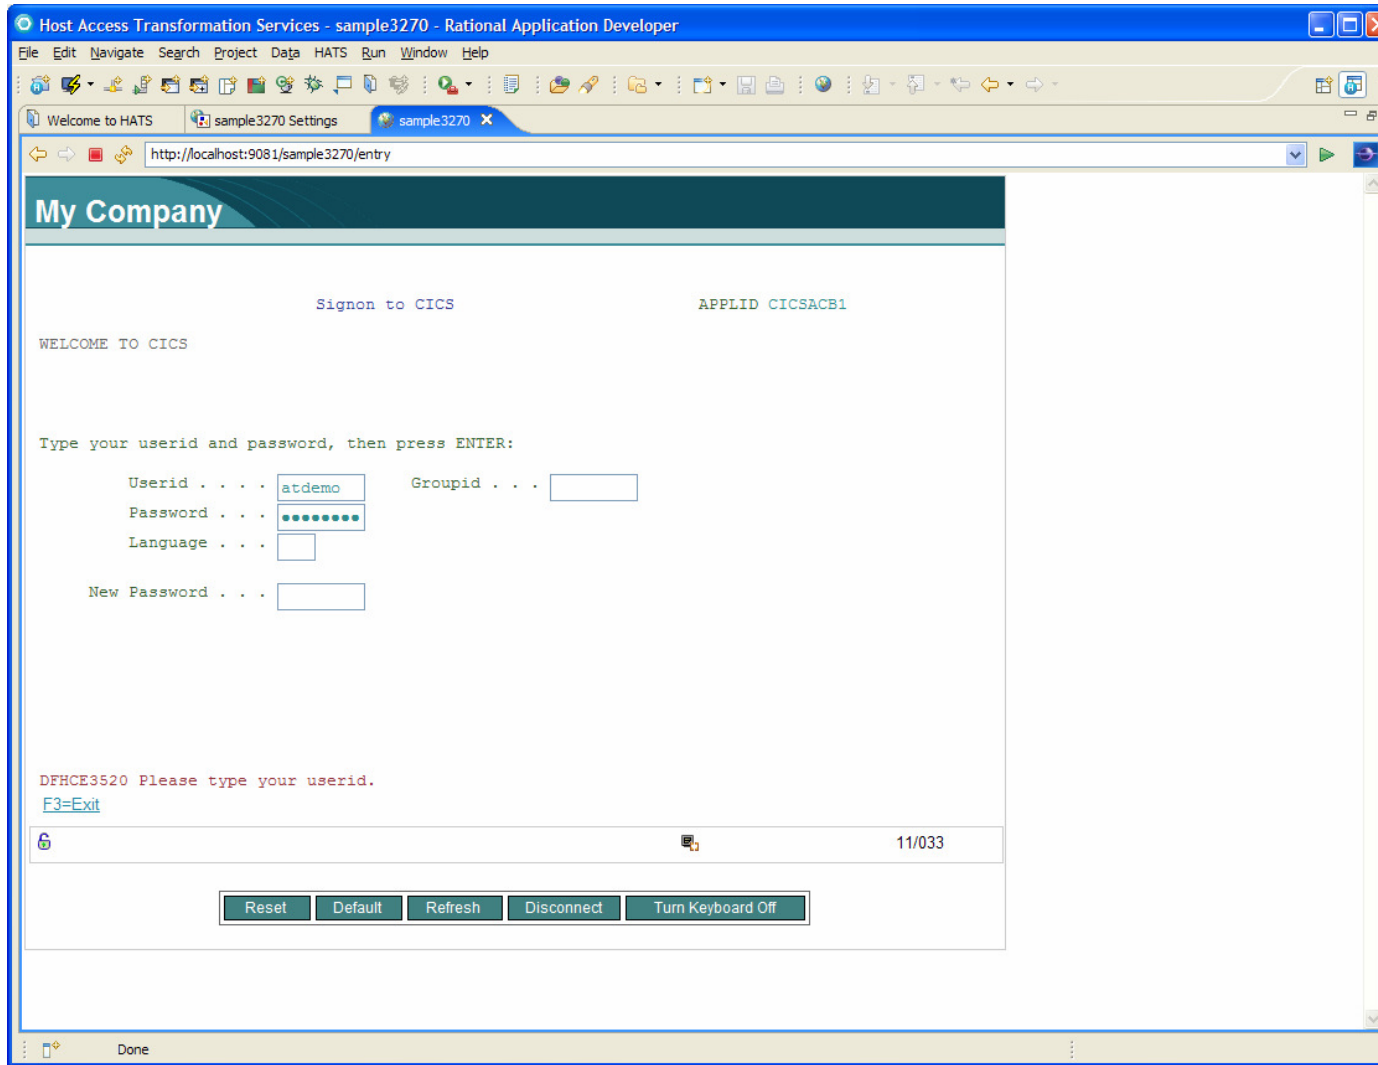 Host Access Transformation Services - sample3270 - Rational Application Developer
File Edit Navigate Search Project Data HATS Run Window Help
Welcome to HATS sample3270 Settings sample3270
http://localhost:9081/sample3270/entry
My Company
Signon to CICS APPLID CICSACB1
WELCOME TO CICS
Type your userid and password, then press ENTER:
Userid . . . . atdemo Groupid . . .
Password . . . ●●●●●●●●
Language . . .
New Password . . .
DFHCE3520 Please type your userid.
F3=Exit
11/033
Reset Default Refresh Disconnect Turn Keyboard Off
Done